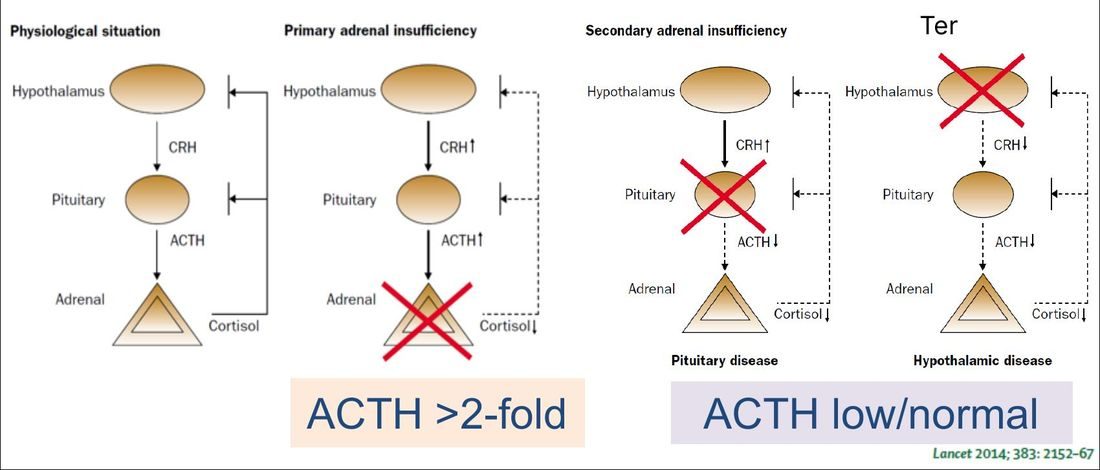 Physiological situation
Hypothalamus
CRH
Pituitary
ACTH
Adrenal
Cortisol
Primary adrenal insufficiency
Hypothalamus
CRH↑
Pituitary
ACTH↑
Adrenal
Cortisol↓
ACTH >2-fold
Secondary adrenal insufficiency
Hypothalamus
CRH↑
Pituitary
ACTH↓
Adrenal
Cortisol↓
Pituitary disease
Ter
Hypothalamus
CRH↓
Pituitary
ACTH↓
Adrenal
Cortisol↓
Hypothalamic disease
ACTH low/normal
Lancet 2014; 383: 2152–67